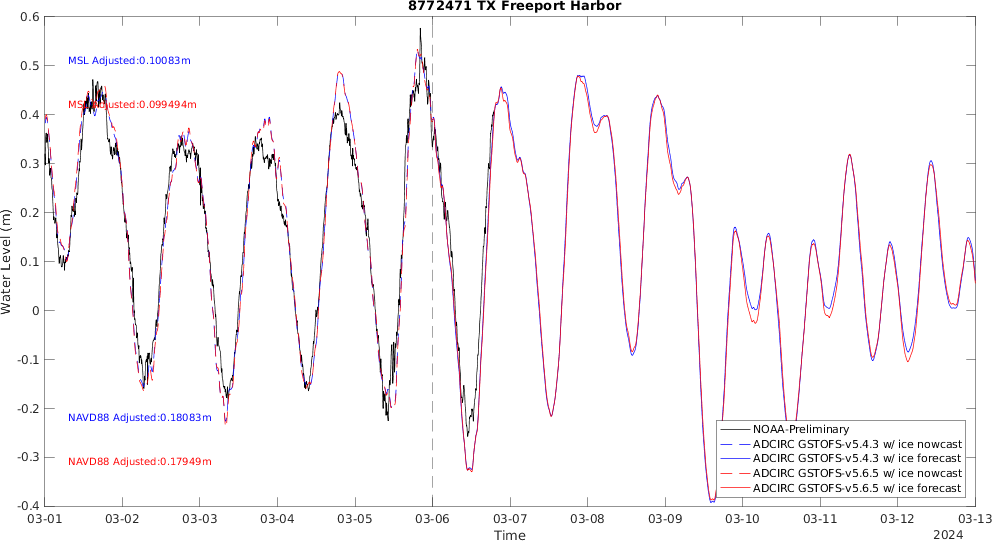 8772471 TX Freeport Harbor
Water Level (m)
0.6
0.5
0.4
0.3
0.2
0.1
0
-0.1
-0.2
-0.3
-0.4
MSL Adjusted:0.10083m
MSL Adjusted:0.099494m
NAVD88 Adjusted:0.18083m
NAVD88 Adjusted:0.17949m
NOAA-Preliminary
ADCIRC GSTOFS-v5.4.3 w/ ice nowcast
ADCIRC GSTOFS-v5.4.3 w/ ice forecast
ADCIRC GSTOFS-v5.6.5 w/ ice nowcast
ADCIRC GSTOFS-v5.6.5 w/ ice forecast
03-01 03-02 03-03 03-04 03-05 03-06 03-07 03-08 03-09 03-10 03-11 03-12 03-13
Time
2024